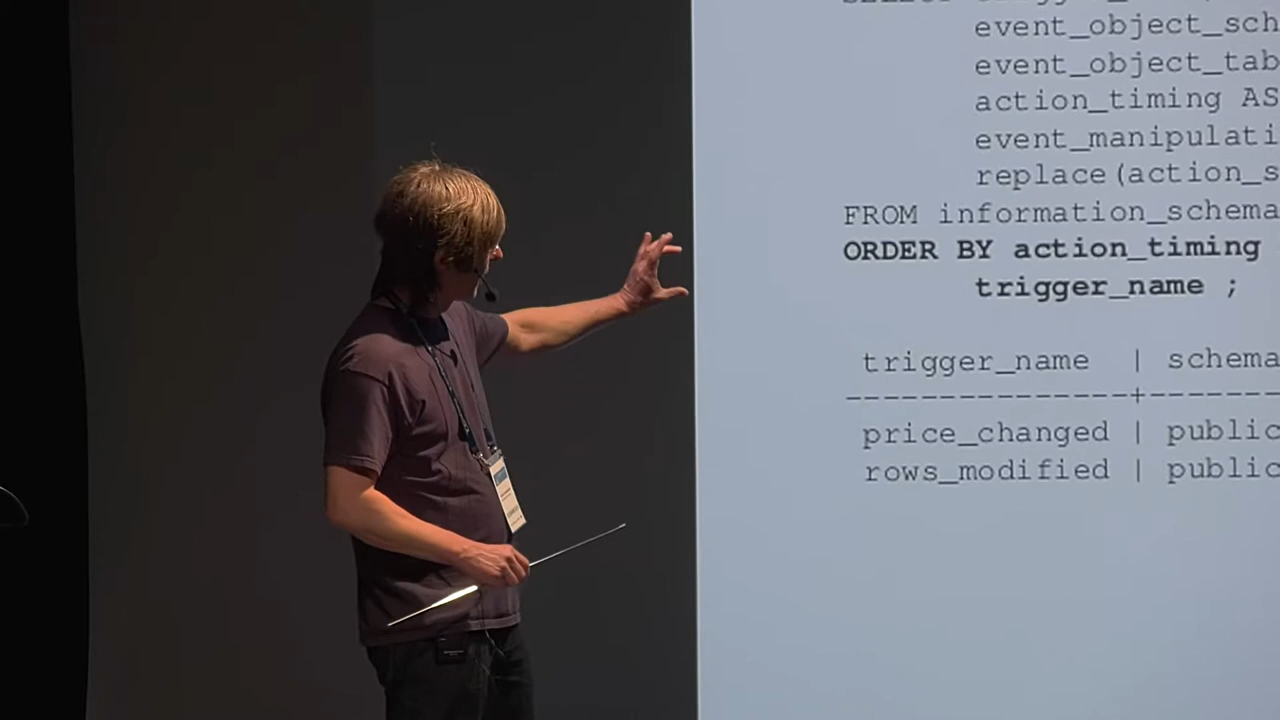 event_object_sch
event_object_tab
action_timing AS
event_manipulati
replace(action_s
FROM information_schema
ORDER BY action_timing
trigger_name ;
trigger_name | schema
---------------+-------
price_changed | public
rows_modified | public